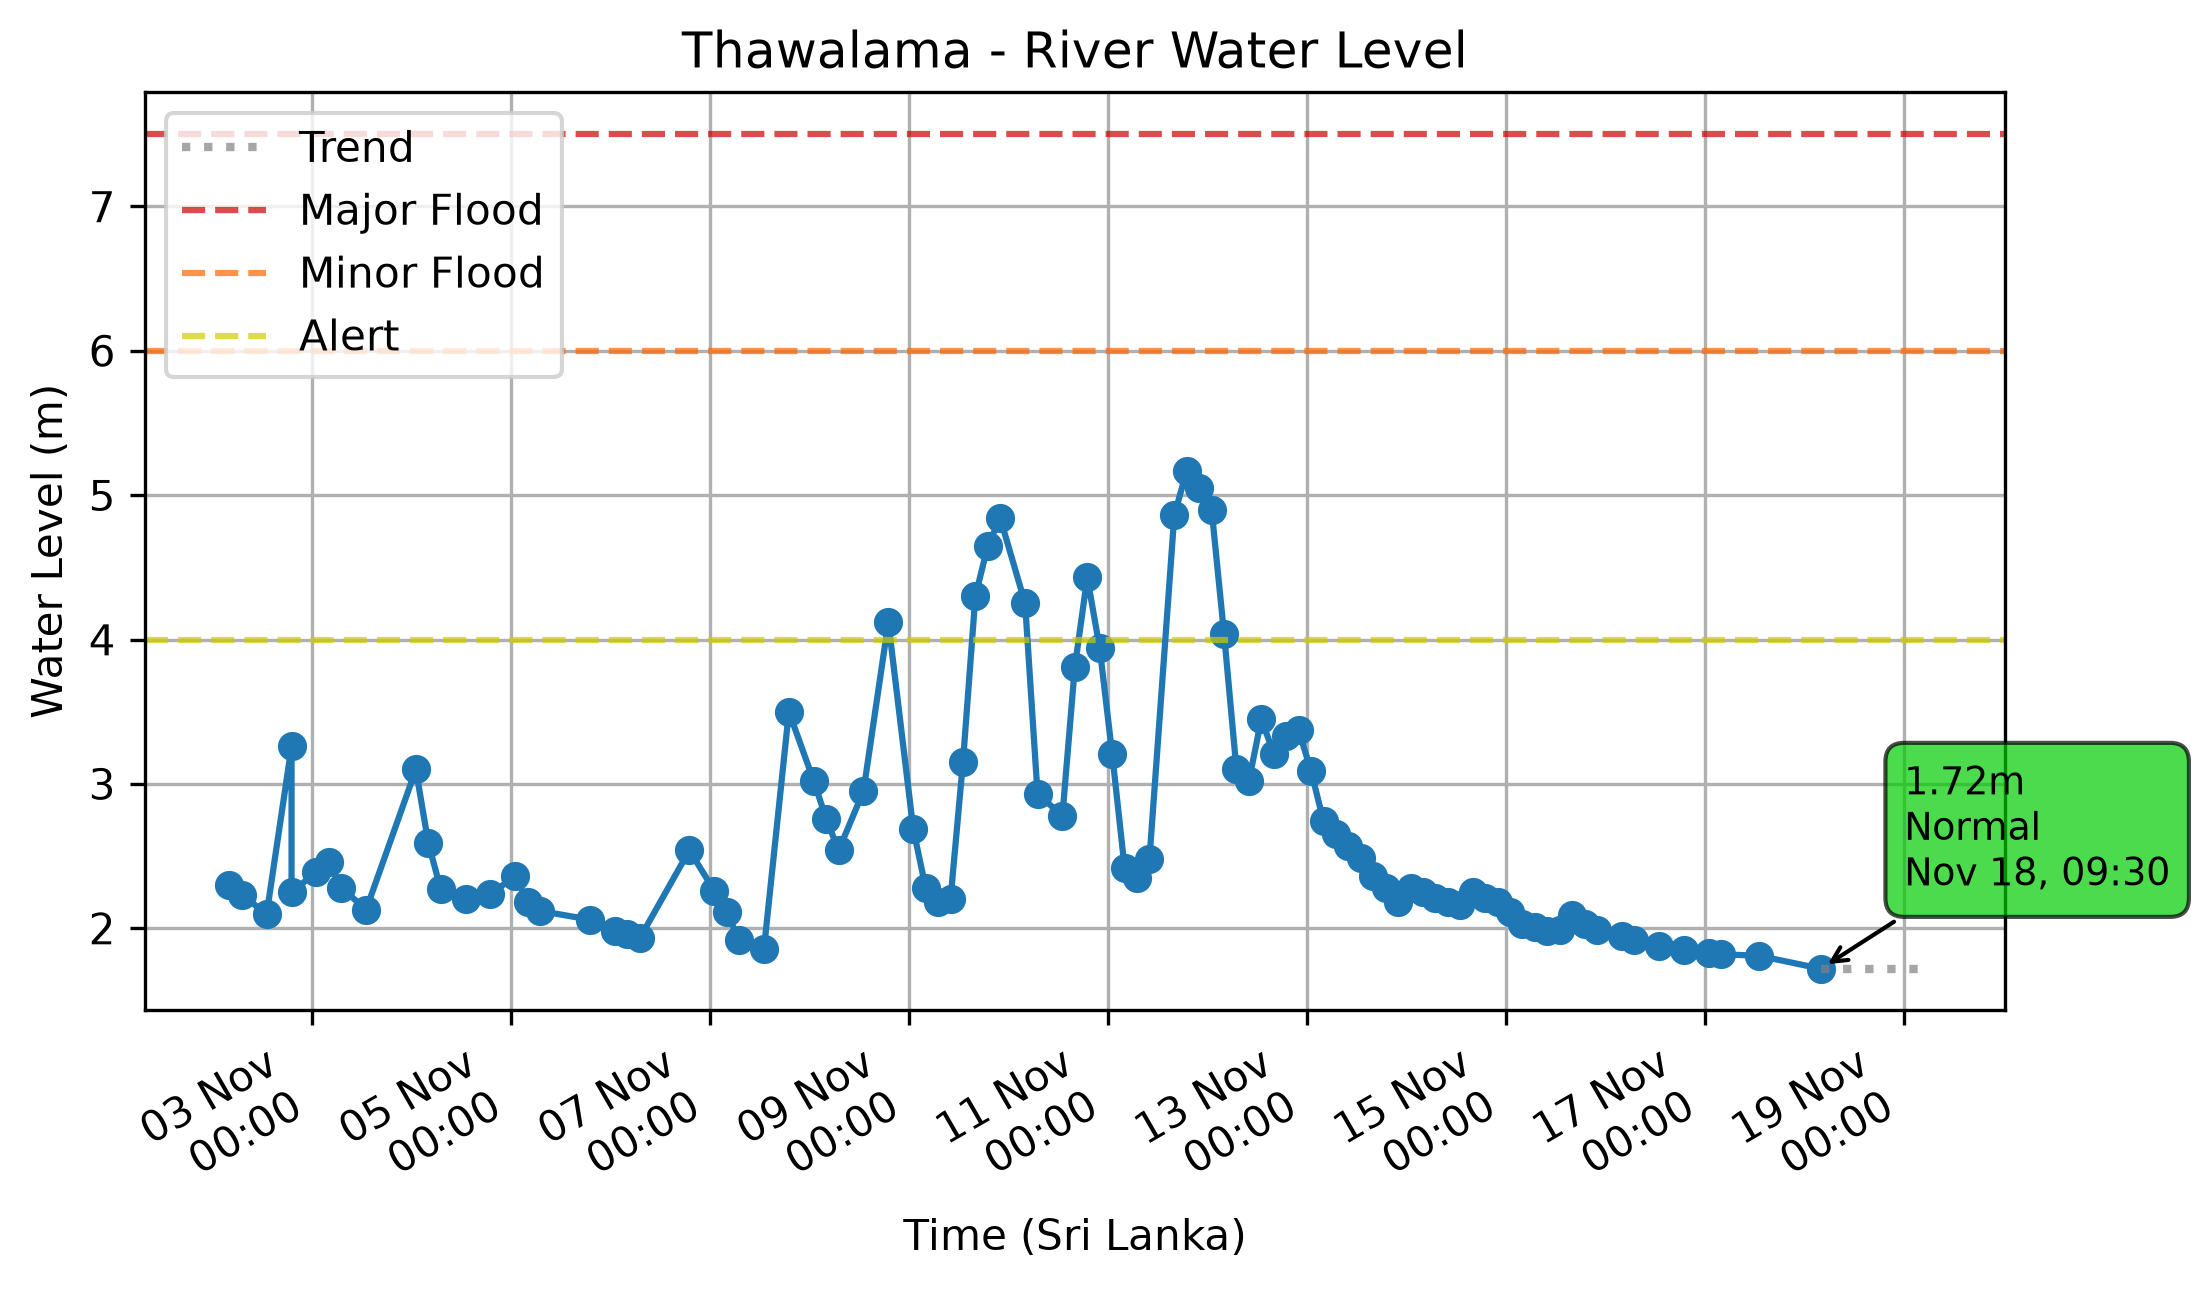 Thawalama - River Water Level
Trend
Major Flood
Minor Flood
Alert
Water Level (m)
7
6
5
4
3
2
1.72m
Normal
Nov 18, 09:30
03 Nov
00:00
05 Nov
00:00
07 Nov
00:00
09 Nov
00:00
11 Nov
00:00
13 Nov
00:00
15 Nov
00:00
17 Nov
00:00
19 Nov
00:00
Time (Sri Lanka)